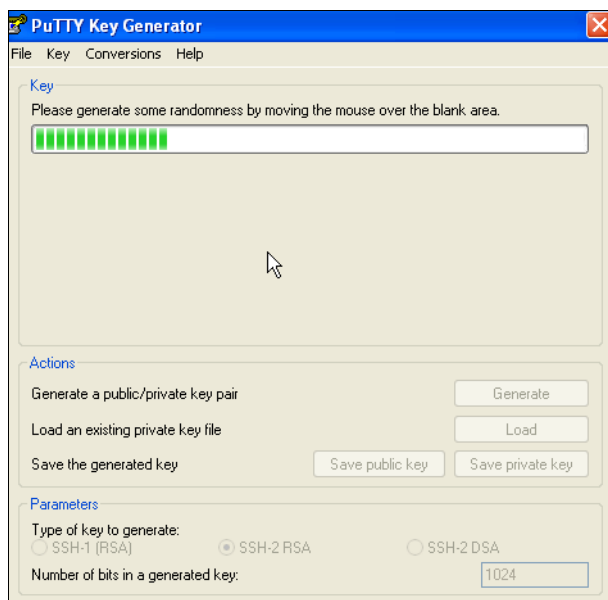 PuTTY Key Generator
File Key Conversions Help
Key
Please generate some randomness by moving the mouse over the blank area.
Actions
Generate a public/private key pair Generate
Load an existing private key file Load
Save the generated key Save public key Save private key
Parameters
Type of key to generate:
SSH-1 (RSA) SSH-2 RSA SSH-2 DSA
Number of bits in a generated key: 1024